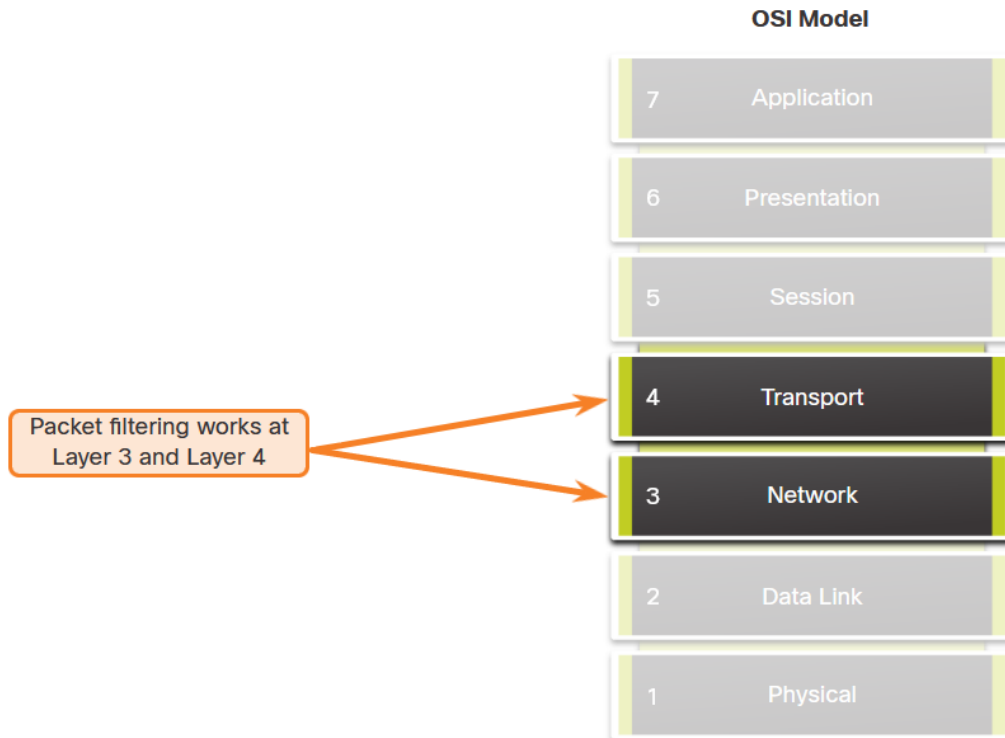 OSI Model
7 Application
6 Presentation
5 Session
4 Transport
Packet filtering works at
Layer 3 and Layer 4
3 Network
2 Data Link
1 Physical